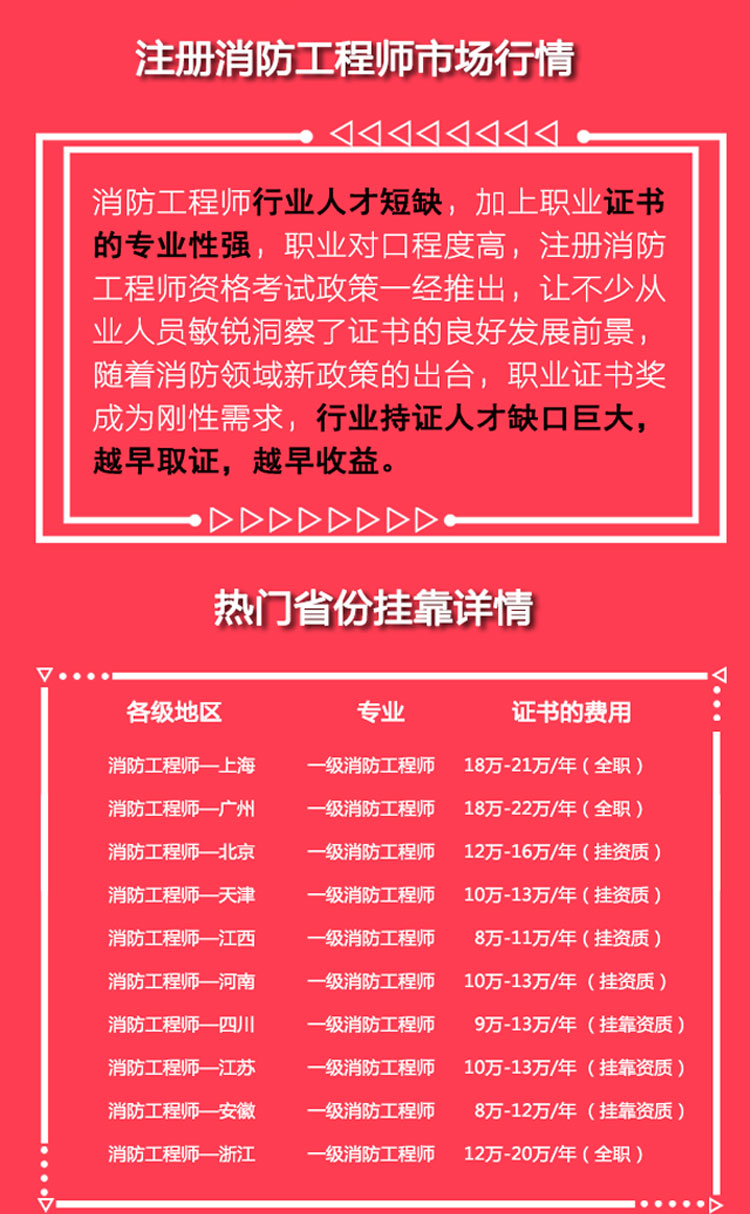 注册消防工程师市场行情
消防工程师行业人才短缺，加上职业证书
的专业性强，职业对口程度高，注册消防
工程师资格考试政策一经推出，让不少从
业人员敏锐洞察了证书的良好发展前景，
随着消防领域新政策的出台，职业证书奖
成为刚性需求，行业持证人才缺口巨大，
越早取证，越早收益。
热门省份挂靠详情
各级地区 专业 证书的费用
消防工程师—上海 一级消防工程师 18万-21万/年（全职）
消防工程师—广州 一级消防工程师 18万-22万/年（全职）
消防工程师—北京 一级消防工程师 12万-16万/年（挂资质）
消防工程师—天津 一级消防工程师 10万-13万/年（挂资质）
消防工程师—江西 一级消防工程师 8万-11万/年（挂资质）
消防工程师—河南 一级消防工程师 10万-13万/年（挂资质）
消防工程师—四川 一级消防工程师 9万-13万/年（挂靠资质）
消防工程师—江苏 一级消防工程师 10万-13万/年（挂靠资质）
消防工程师—安徽 一级消防工程师 8万-12万/年（挂靠资质）
消防工程师—浙江 一级消防工程师 12万-20万/年（全职）